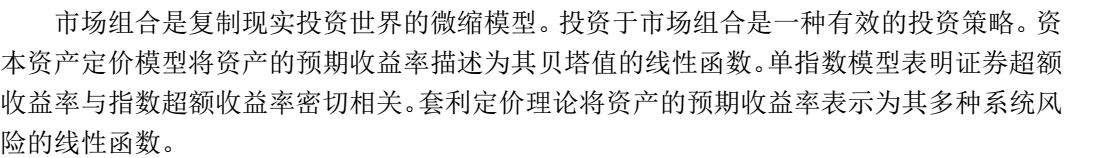 市场组合是复制现实投资世界的微缩模型。投资于市场组合是一种有效的投资策略。资
本资产定价模型将资产的预期收益率描述为其贝塔值的线性函数。单指数模型表明证券超额
收益率与指数超额收益率密切相关。套利定价理论将资产的预期收益率表示为其多种系统风
险的线性函数。